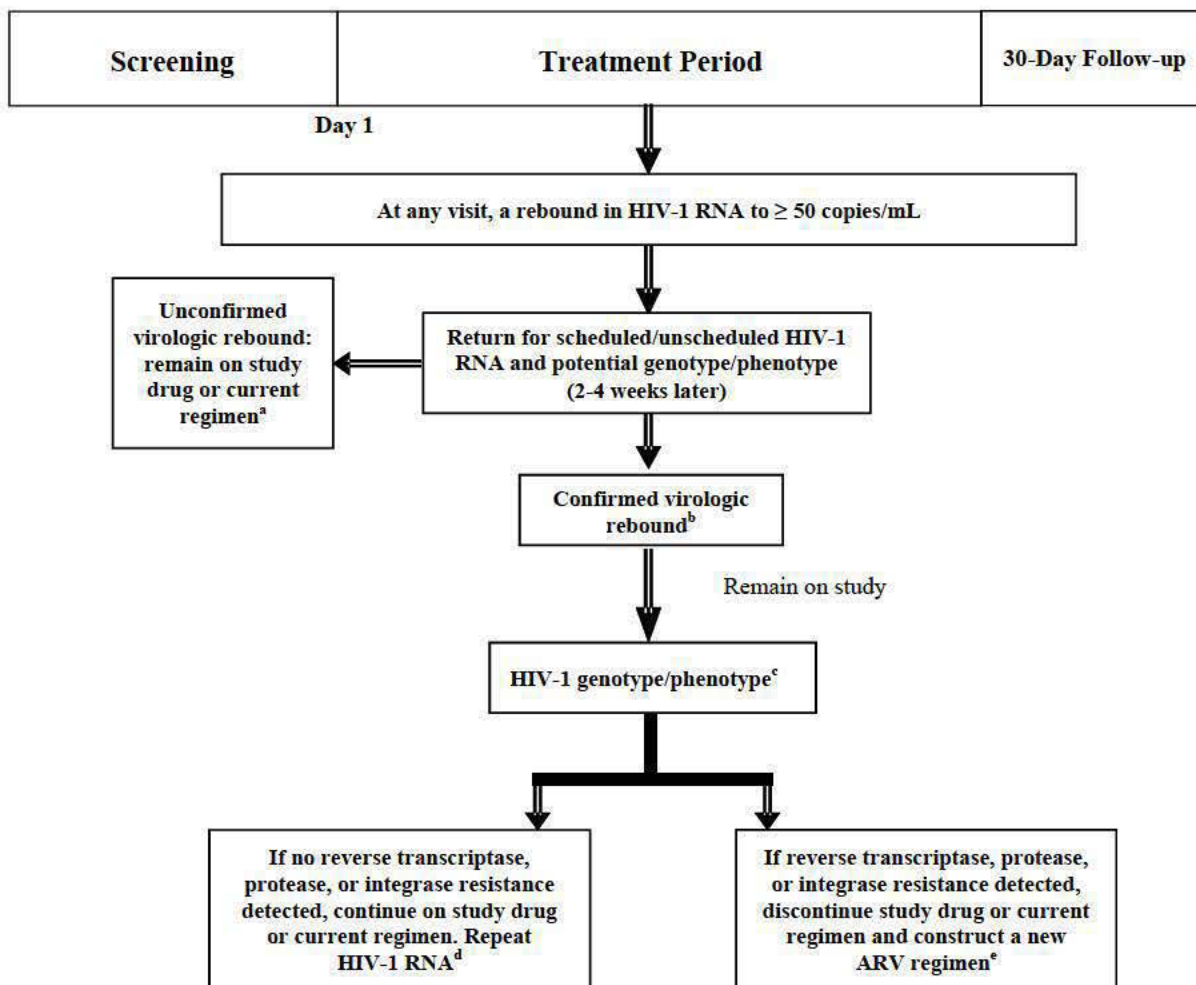 Screening
Treatment Period
30-Day Follow-up
Day 1
At any visit, a rebound in HIV-1 RNA to ≥ 50 copies/mL
Unconfirmed
virologic rebound:
remain on study
drug or current
regimenᵃ
Return for scheduled/unscheduled HIV-1
RNA and potential genotype/phenotype
(2-4 weeks later)
Confirmed virologic
reboundᵇ
Remain on study
HIV-1 genotype/phenotypeᶜ
If no reverse transcriptase,
protease, or integrase resistance
detected, continue on study drug
or current regimen. Repeat
HIV-1 RNAᵈ
If reverse transcriptase, protease,
or integrase resistance detected,
discontinue study drug or current
regimen and construct a new
ARV regimenᵉ